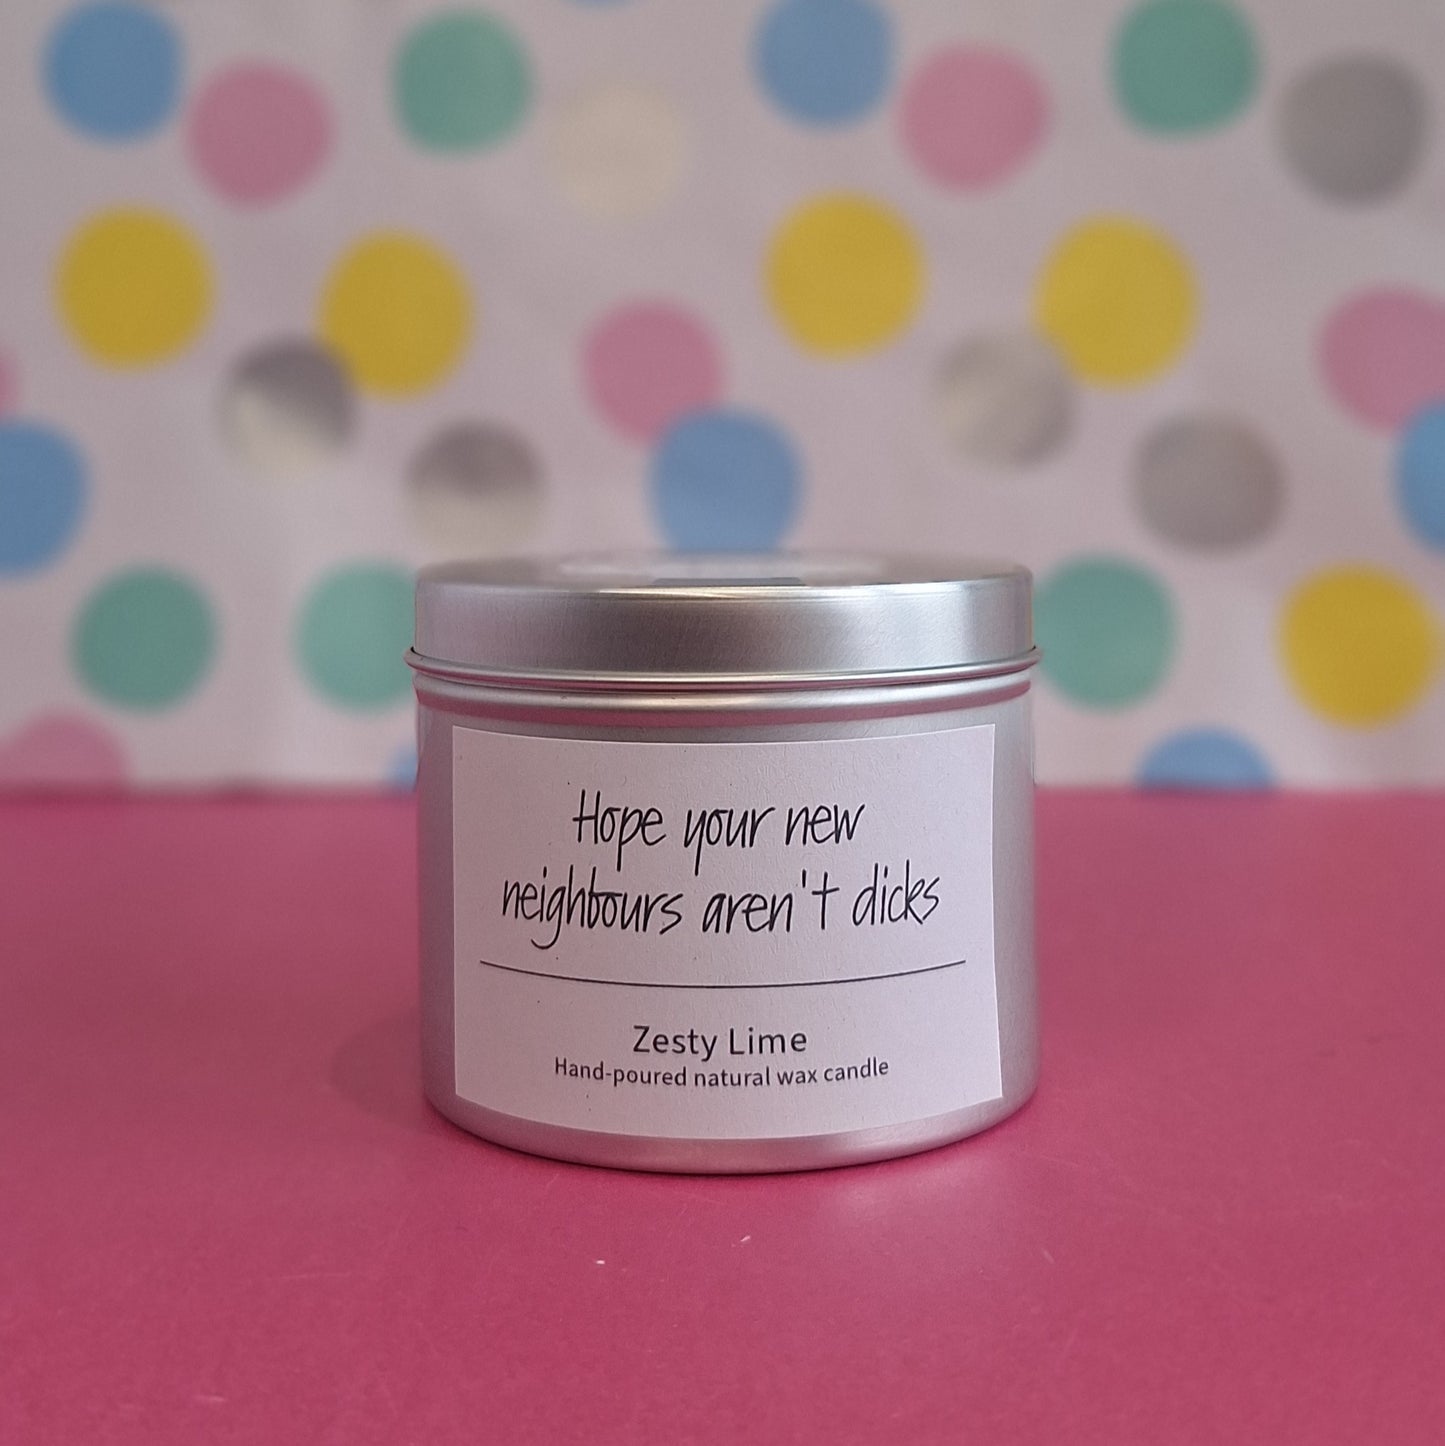 Hope your new
neighbours aren't dicks
Zesty Lime
Hand-poured natural wax candle